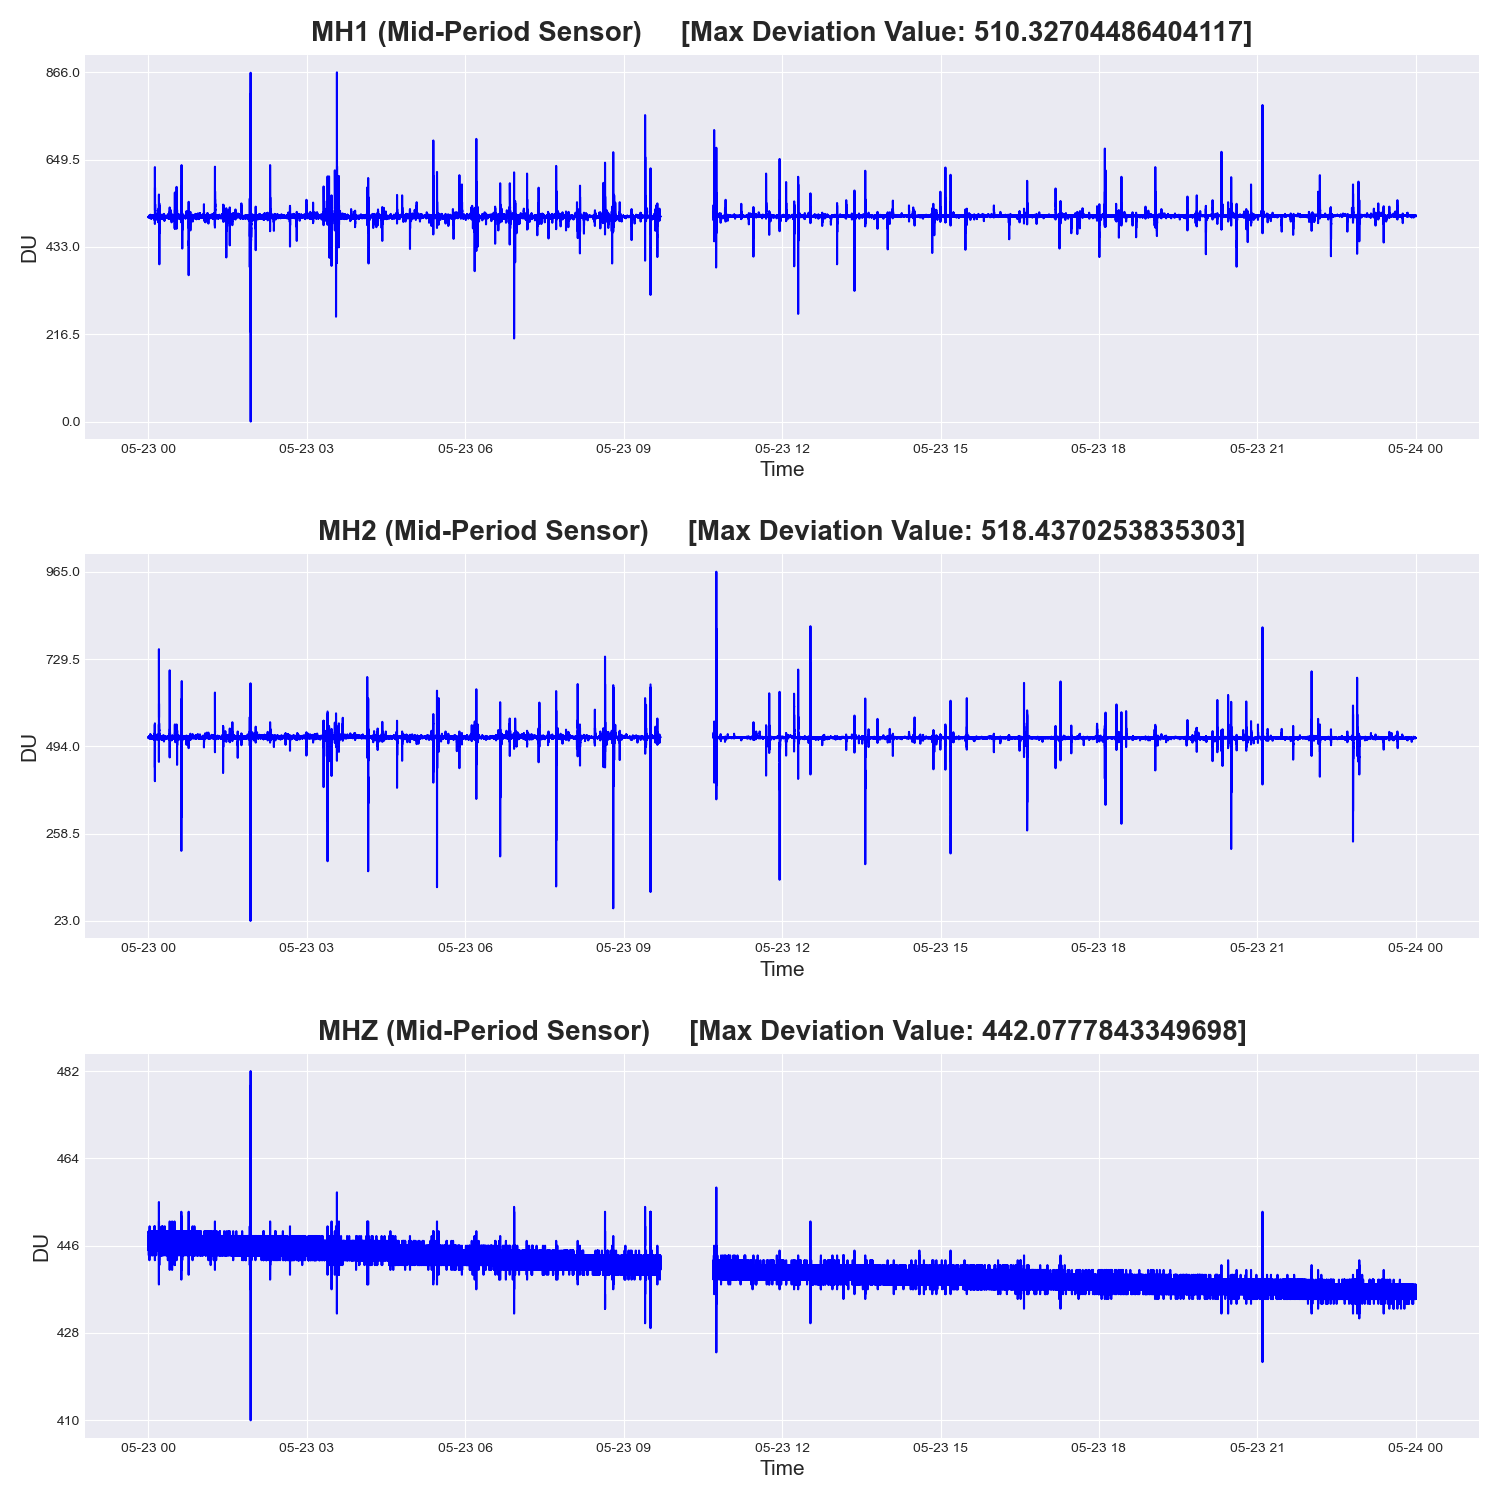 MH1 (Mid-Period Sensor) [Max Deviation Value: 510.32704486404117]
866.0
649.5
433.0
216.5
0.0
DU
05-23 00 05-23 03 05-23 06 05-23 09 05-23 12 05-23 15 05-23 18 05-23 21 05-24 00
Time
MH2 (Mid-Period Sensor) [Max Deviation Value: 518.4370253835303]
965.0
729.5
494.0
258.5
23.0
DU
05-23 00 05-23 03 05-23 06 05-23 09 05-23 12 05-23 15 05-23 18 05-23 21 05-24 00
Time
MHZ (Mid-Period Sensor) [Max Deviation Value: 442.0777843349698]
482
464
446
428
410
DU
05-23 00 05-23 03 05-23 06 05-23 09 05-23 12 05-23 15 05-23 18 05-23 21 05-24 00
Time